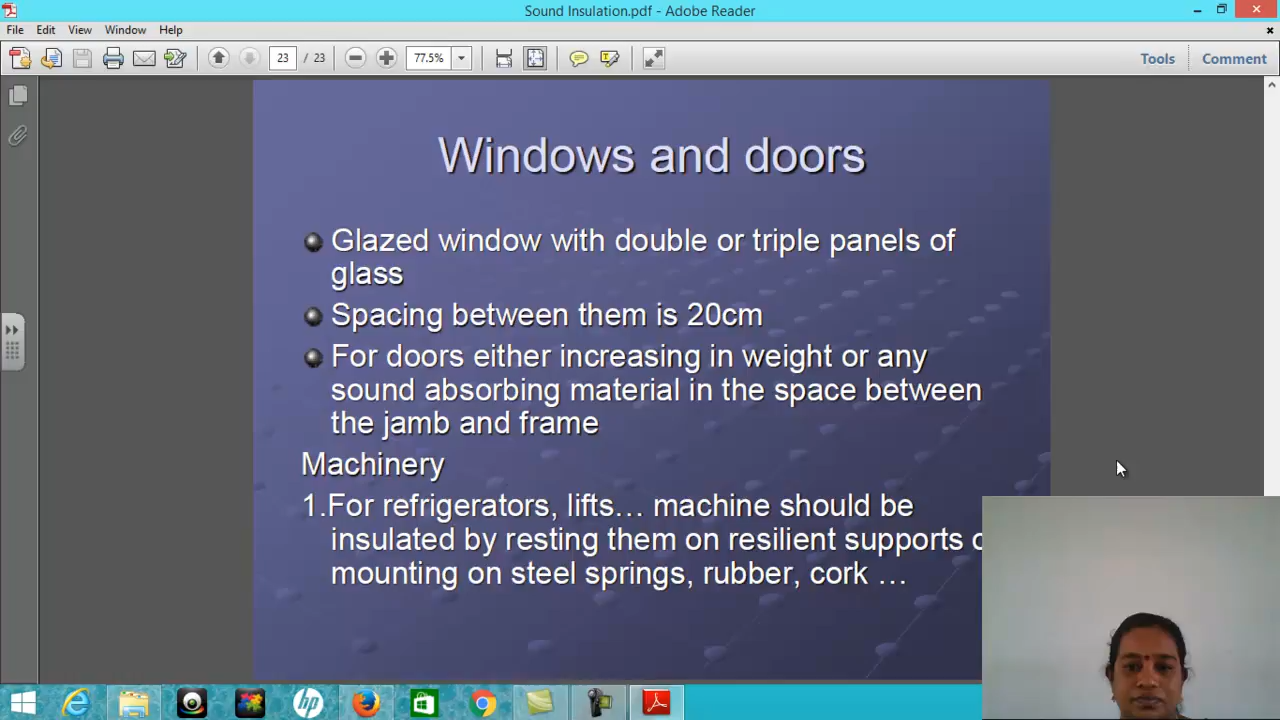 Sound Insulation.pdf - Adobe Reader
File Edit View Window Help
23 / 23 77.5% Tools Comment
Windows and doors
Glazed window with double or triple panels of
glass
Spacing between them is 20cm
For doors either increasing in weight or any
sound absorbing material in the space between
the jamb and frame
Machinery
1.For refrigerators, lifts… machine should be
insulated by resting them on resilient supports
mounting on steel springs, rubber, cork …
hp